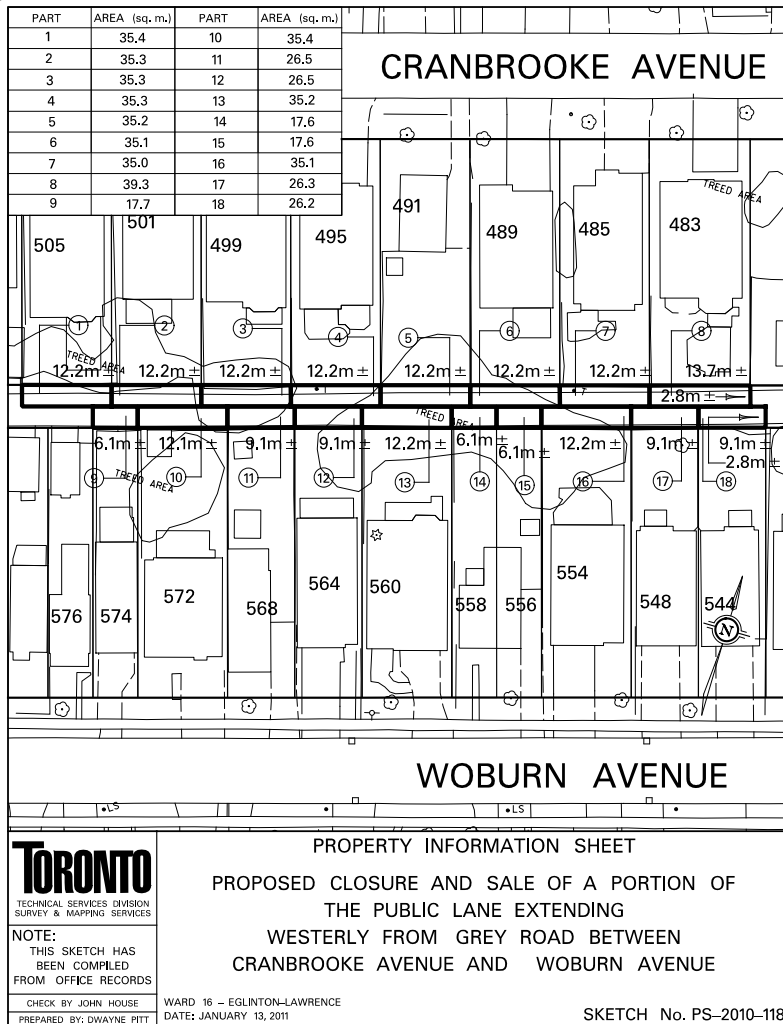 PART AREA (sq. m.) PART AREA (sq. m.)
1 35.4 10 35.4
2 35.3 11 26.5
3 35.3 12 26.5
4 35.3 13 35.2
5 35.2 14 17.6
6 35.1 15 17.6
7 35.0 16 35.1
8 39.3 17 26.3
9 17.7 18 26.2
CRANBROOKE AVENUE
TREED AREA
505 501 499 495 491 489 485 483
1 2 3 4 5 6 7 8
TREED AREA
12.2m ± 12.2m ± 12.2m ± 12.2m ± 12.2m ± 12.2m ± 12.2m ± 13.7m ±
2.8m ±
TREED AREA
6.1m ± 12.1m ± 9.1m ± 9.1m ± 12.2m ± 6.1m ± 6.1m ± 12.2m ± 9.1m ± 9.1m ±
2.8m ±
TREED AREA
9 10 11 12 13 14 15 16 17 18
576 574 572 568 564 560 558 556 554 548 544
N
WOBURN AVENUE
LS LS
TORONTO
TECHNICAL SERVICES DIVISION
SURVEY & MAPPING SERVICES
NOTE:
THIS SKETCH HAS
BEEN COMPILED
FROM OFFICE RECORDS
CHECK BY JOHN HOUSE
PREPARED BY: DWAYNE PITT
PROPERTY INFORMATION SHEET
PROPOSED CLOSURE AND SALE OF A PORTION OF
THE PUBLIC LANE EXTENDING
WESTERLY FROM GREY ROAD BETWEEN
CRANBROOKE AVENUE AND WOBURN AVENUE
WARD 16 – EGLINTON–LAWRENCE
DATE: JANUARY 13, 2011
SKETCH No. PS–2010–118